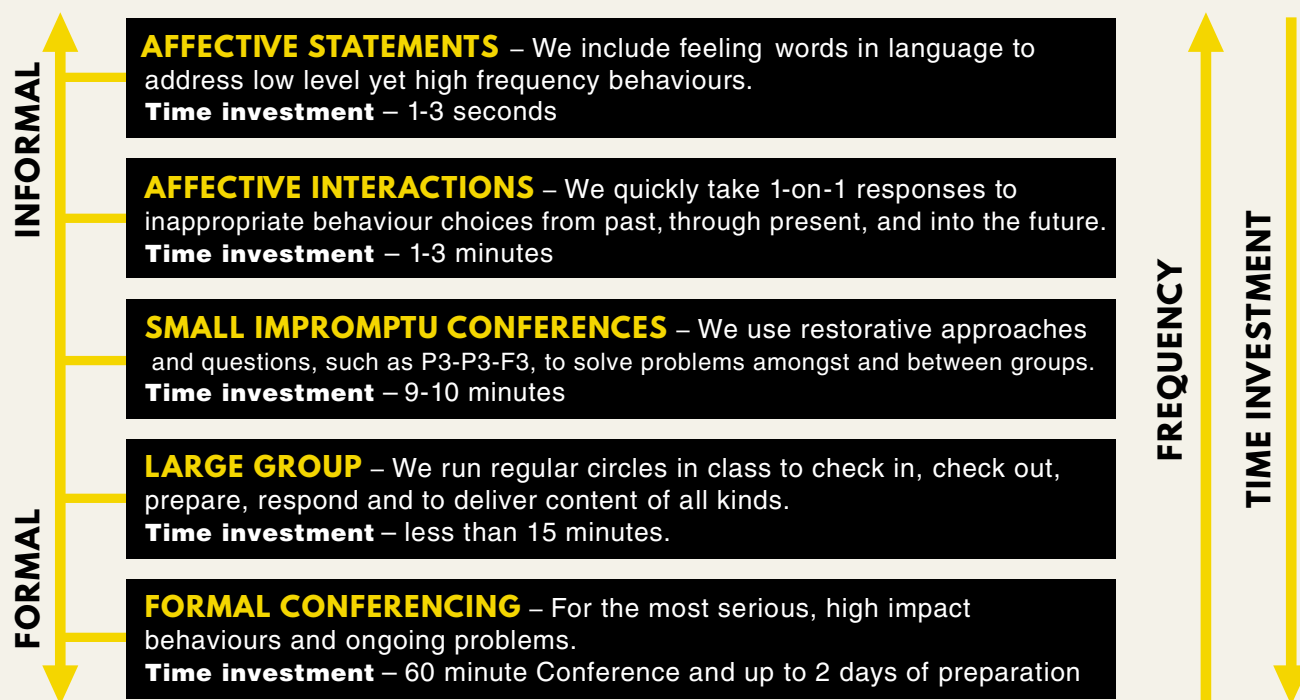 INFORMAL
FORMAL
AFFECTIVE STATEMENTS – We include feeling words in language to
address low level yet high frequency behaviours.
Time investment – 1-3 seconds
AFFECTIVE INTERACTIONS – We quickly take 1-on-1 responses to
inappropriate behaviour choices from past, through present, and into the future.
Time investment – 1-3 minutes
SMALL IMPROMPTU CONFERENCES – We use restorative approaches
and questions, such as P3-P3-F3, to solve problems amongst and between groups.
Time investment – 9-10 minutes
LARGE GROUP – We run regular circles in class to check in, check out,
prepare, respond and to deliver content of all kinds.
Time investment – less than 15 minutes.
FORMAL CONFERENCING – For the most serious, high impact
behaviours and ongoing problems.
Time investment – 60 minute Conference and up to 2 days of preparation
FREQUENCY
TIME INVESTMENT